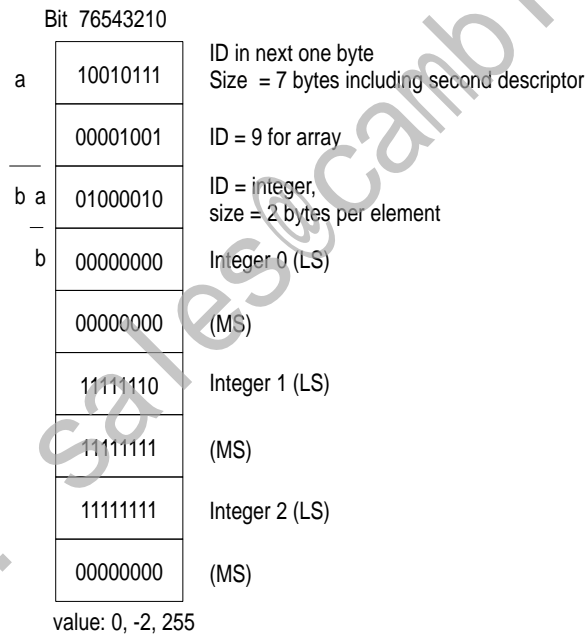 Bit 76543210
a 10010111 ID in next one byte
Size = 7 bytes including second descriptor
00001001 ID = 9 for array
b a 01000010 ID = integer,
size = 2 bytes per element
b 00000000 Integer 0 (LS)
00000000 (MS)
11111110 Integer 1 (LS)
11111111 (MS)
11111111 Integer 2 (LS)
00000000 (MS)
value: 0, -2, 255
sales@camb